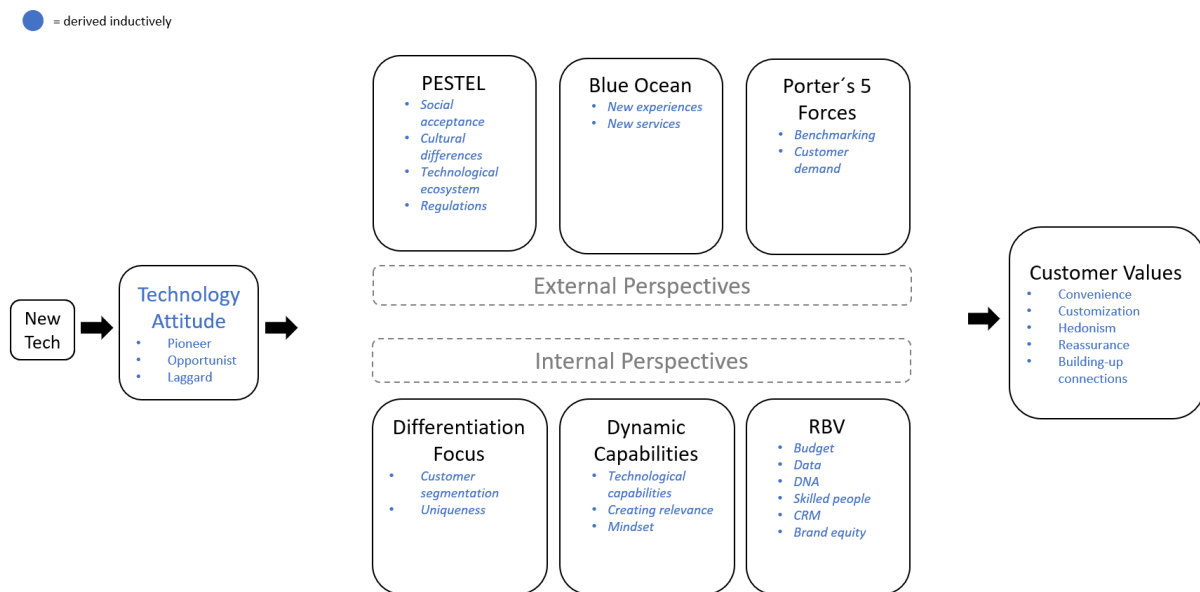 = derived inductively
PESTEL
• Social
acceptance
• Cultural
differences
• Technological
ecosystem
• Regulations
Blue Ocean
• New experiences
• New services
Porter´s 5
Forces
• Benchmarking
• Customer
demand
External Perspectives
New
Tech
Technology
Attitude
• Pioneer
• Opportunist
• Laggard
Internal Perspectives
Differentiation
Focus
• Customer
segmentation
• Uniqueness
Dynamic
Capabilities
• Technological
capabilities
• Creating relevance
• Mindset
RBV
• Budget
• Data
• DNA
• Skilled people
• CRM
• Brand equity
Customer Values
• Convenience
• Customization
• Hedonism
• Reassurance
• Building-up
connections